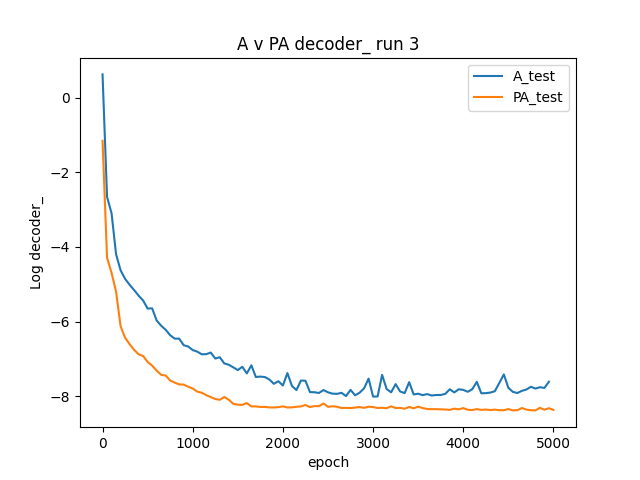 A v PA decoder_ run 3
A_test
PA_test
0
−2
−4
−6
−8
Log decoder_
0
1000
2000
3000
4000
5000
epoch